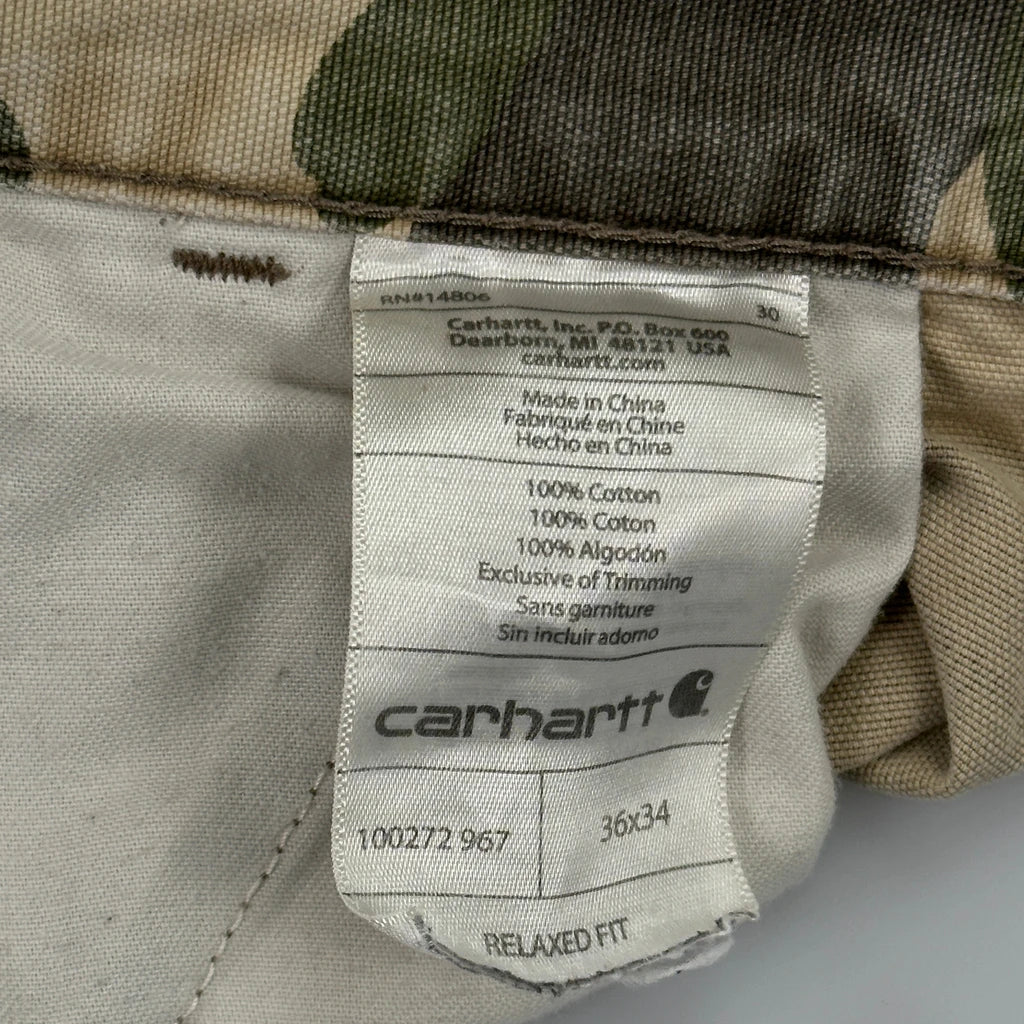 RN#14806 30
Carhartt, Inc. P.O. Box 600
Dearborn, MI 48121 USA
carhartt.com
Made in China
Fabriqué en Chine
Hecho en China
100% Cotton
100% Coton
100% Algodón
Exclusive of Trimming
Sans garniture
Sin incluir adorno
carhartt
100272 967 36x34
RELAXED FIT